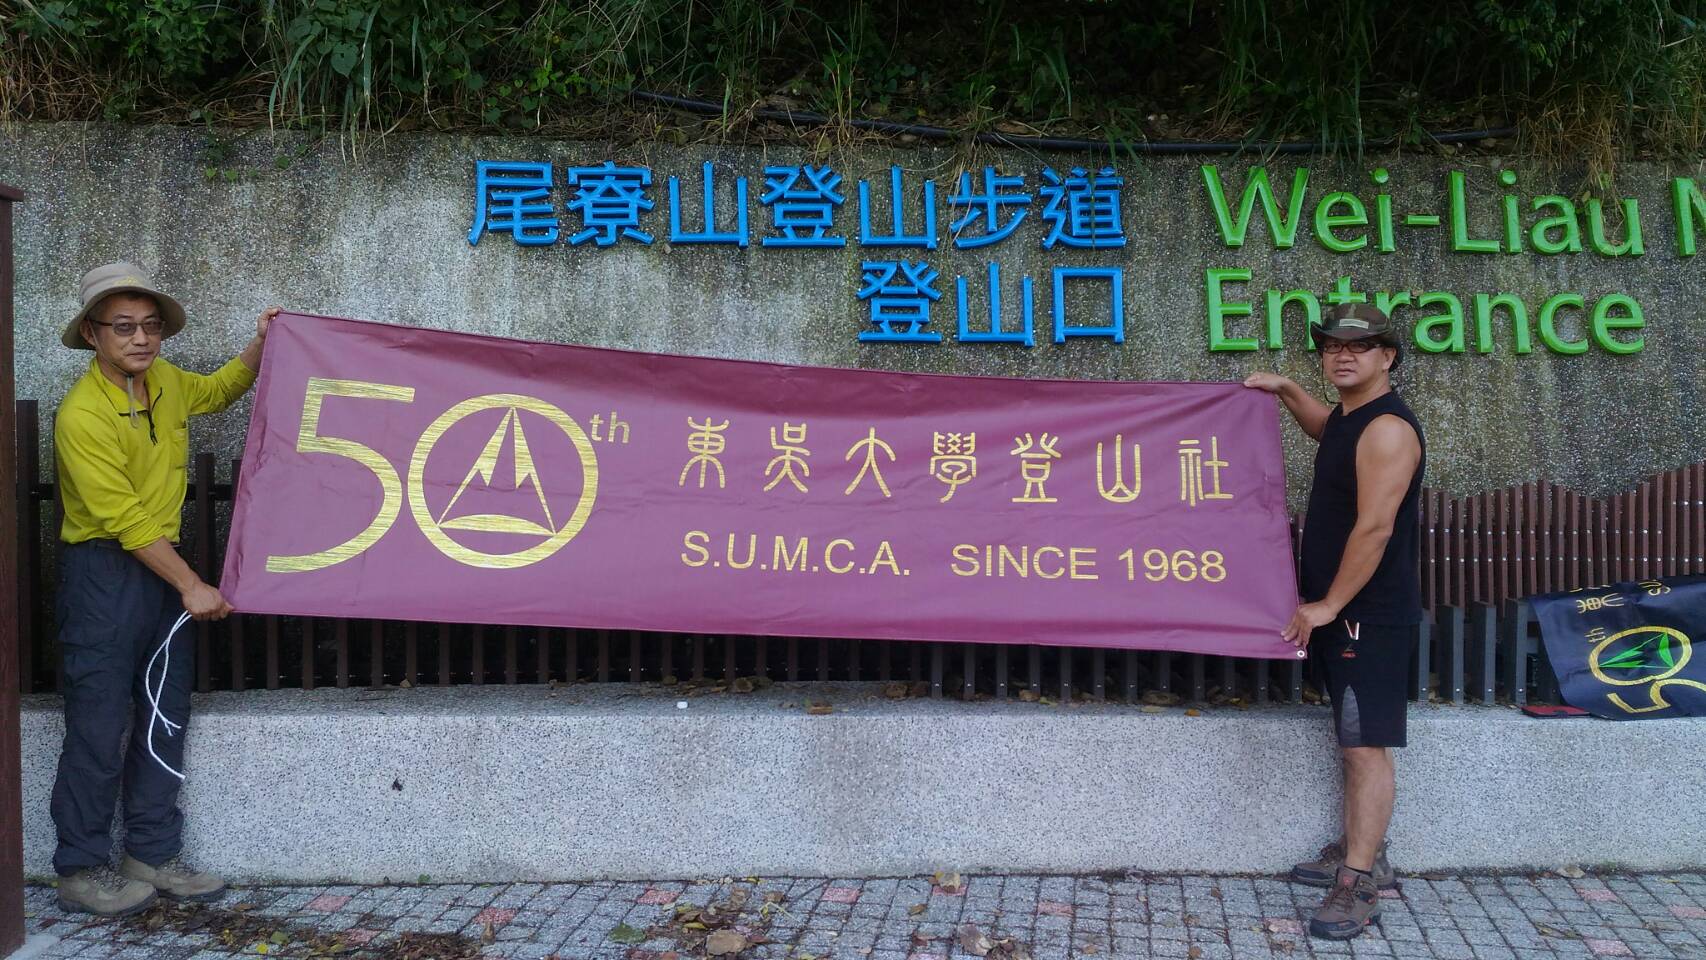 尾寮山登山步道
登山口
Wei-Liau
Entrance
50th
東吳大學登山社
S.U.M.C.A. SINCE 1968
50th